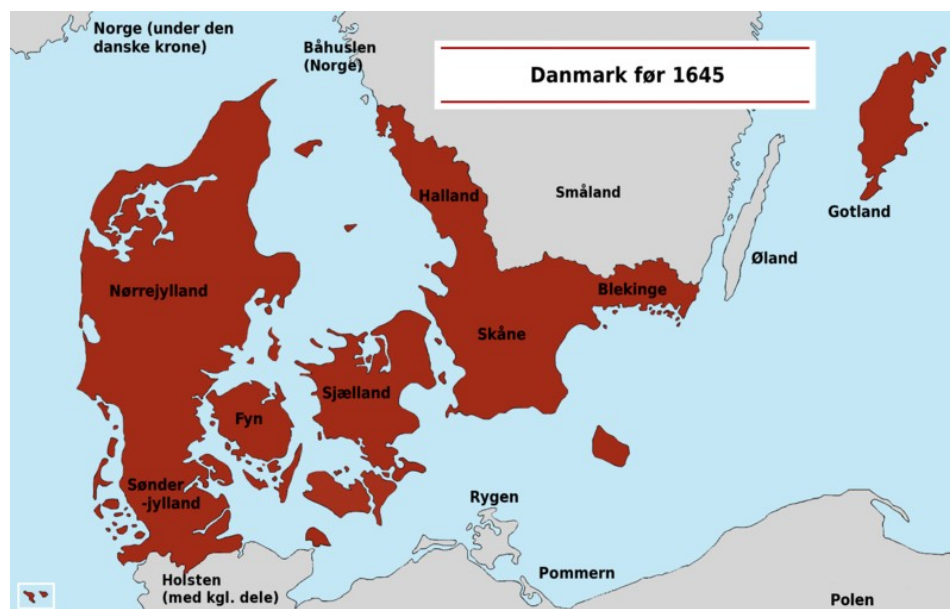 Norge (under den
danske krone)
Båhuslen
(Norge)
Danmark før 1645
Halland
Småland
Gotland
Øland
Nørrejylland
Blekinge
Skåne
Sjælland
Fyn
Sønder
-jylland
Rygen
Holsten
(med kgl. dele)
Pommern
Polen